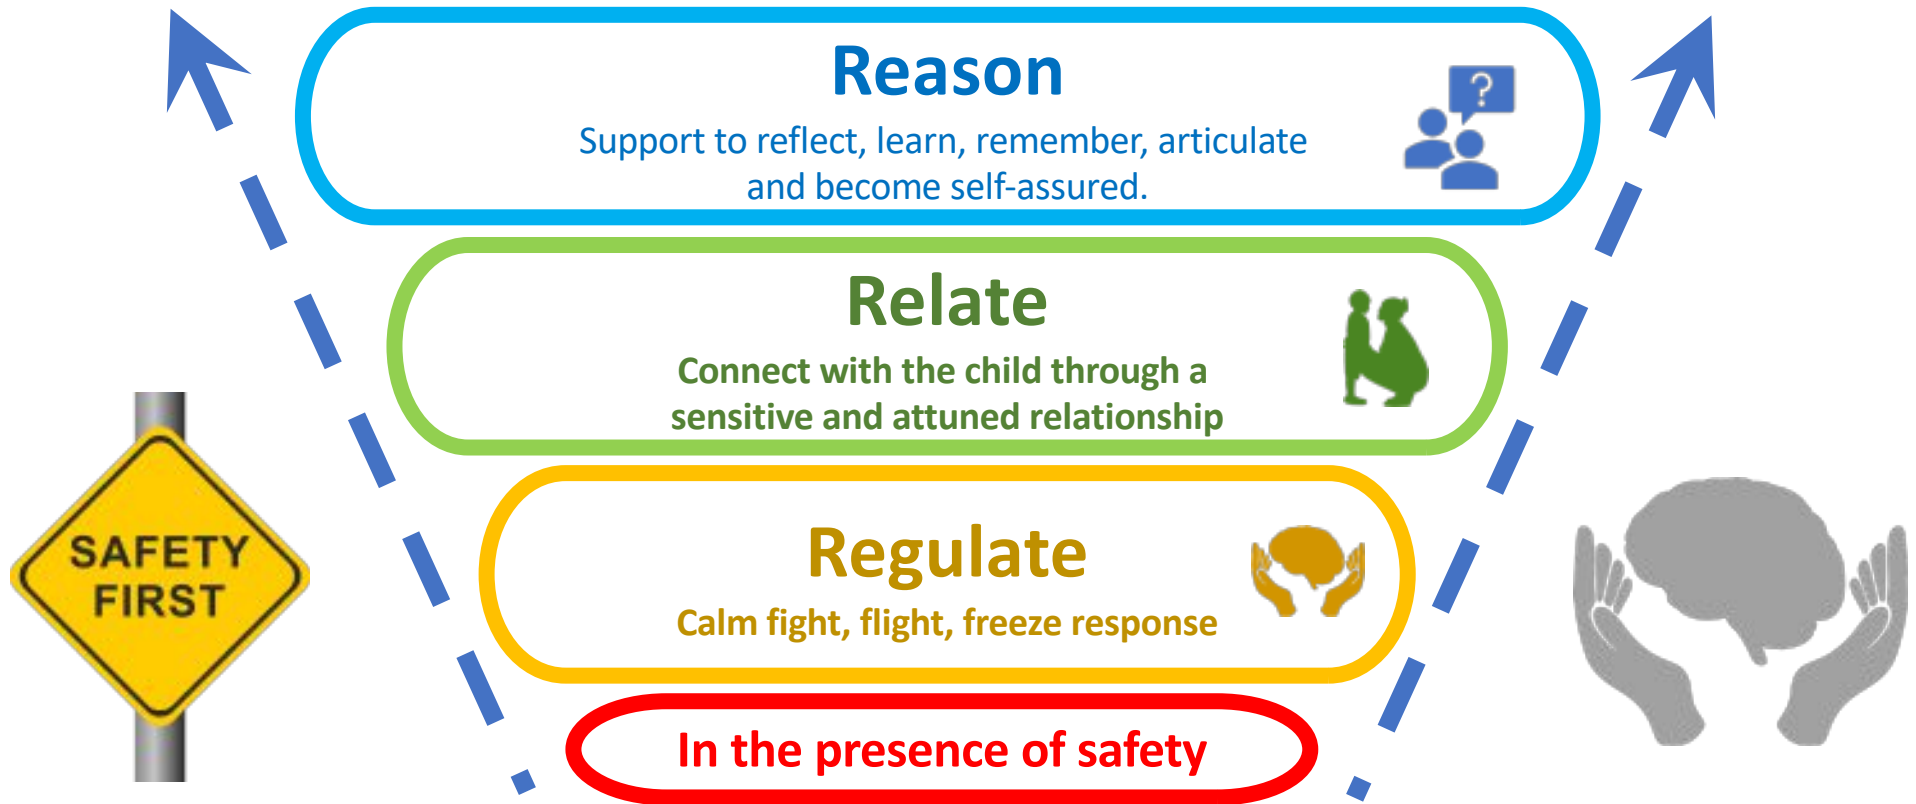 Reason
?
Support to reflect, learn, remember, articulate
and become self-assured.
Relate
Connect with the child through a
sensitive and attuned relationship
SAFETY
FIRST
Regulate
Calm fight, flight, freeze response
In the presence of safety